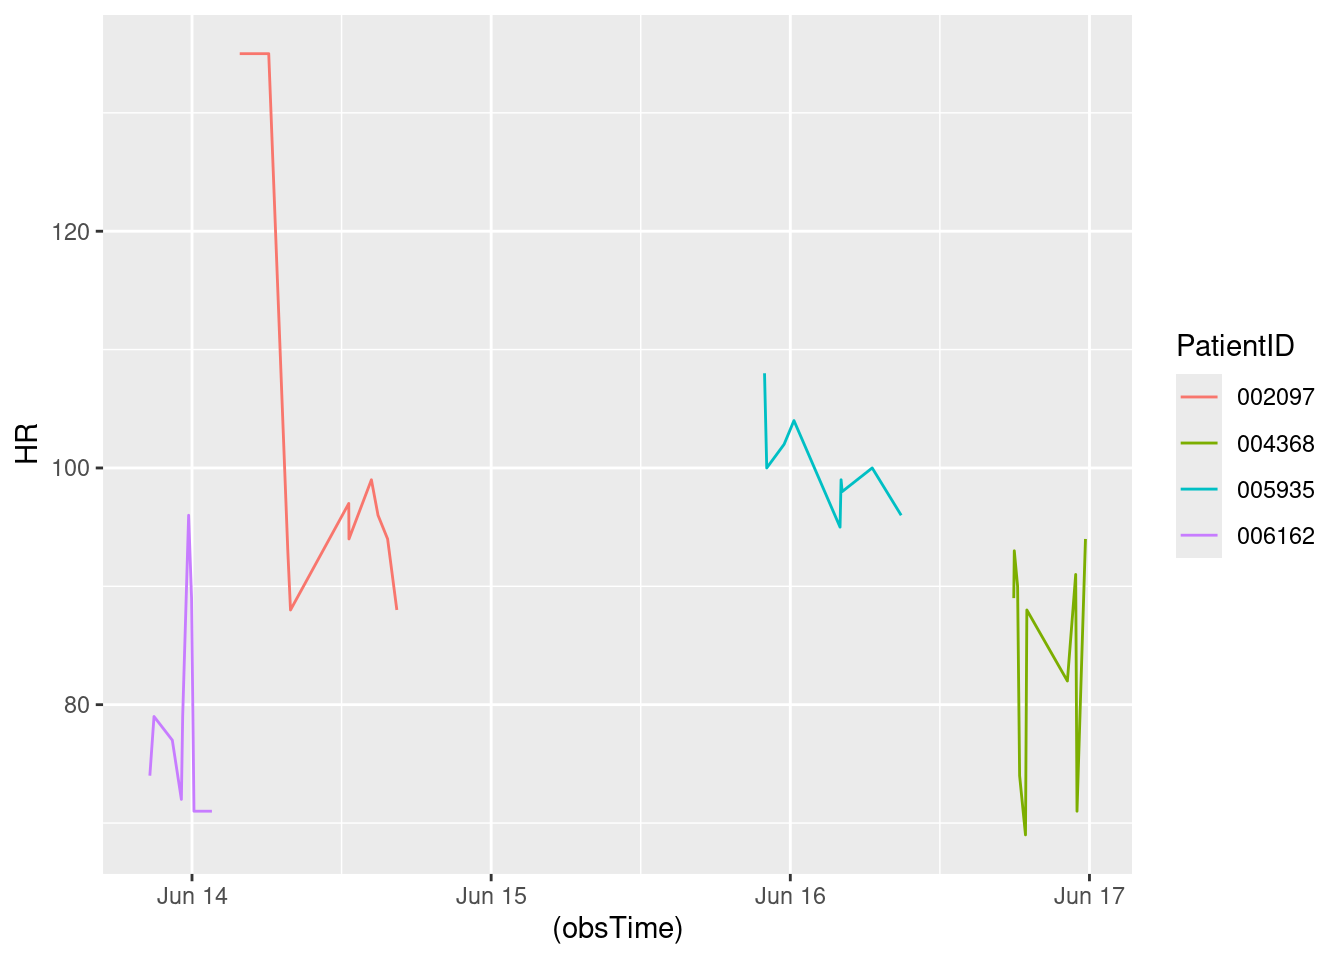 HR
120
100
80
Jun 14
Jun 15
Jun 16
Jun 17
(obsTime)
PatientID
002097
004368
005935
006162